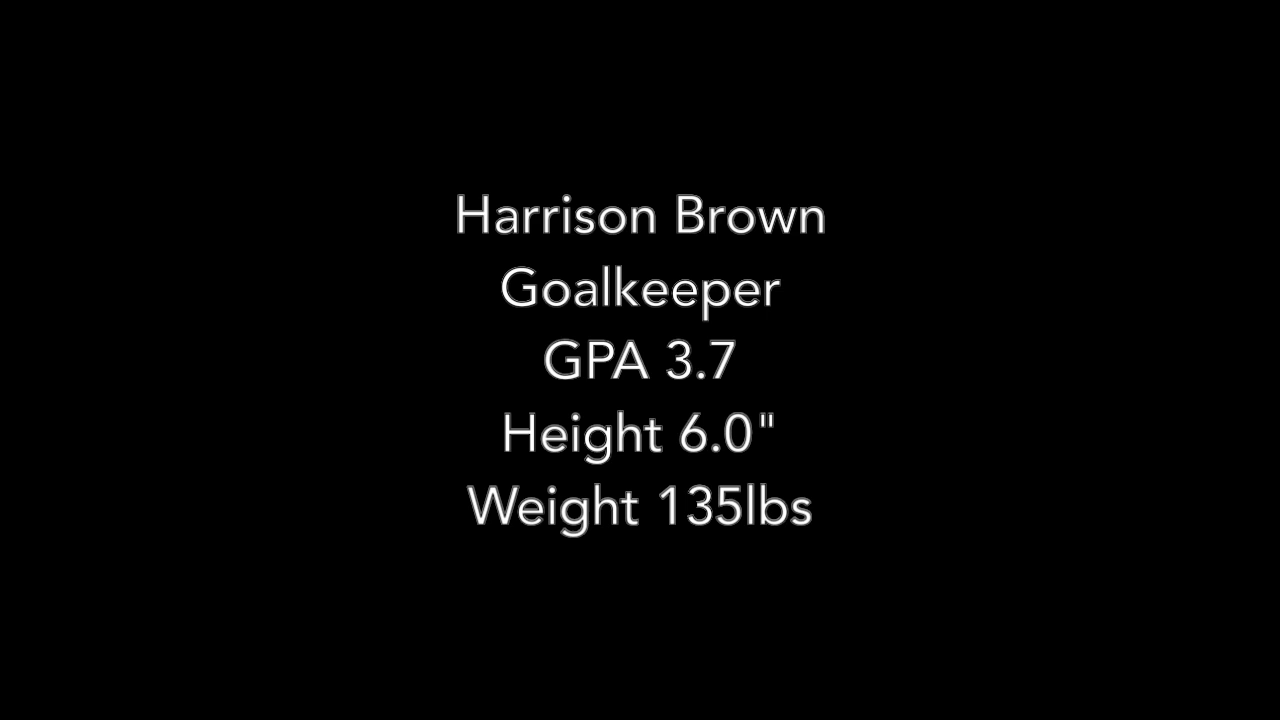 Harrison Brown
Goalkeeper
GPA 3.7
Height 6.0"
Weight 135lbs